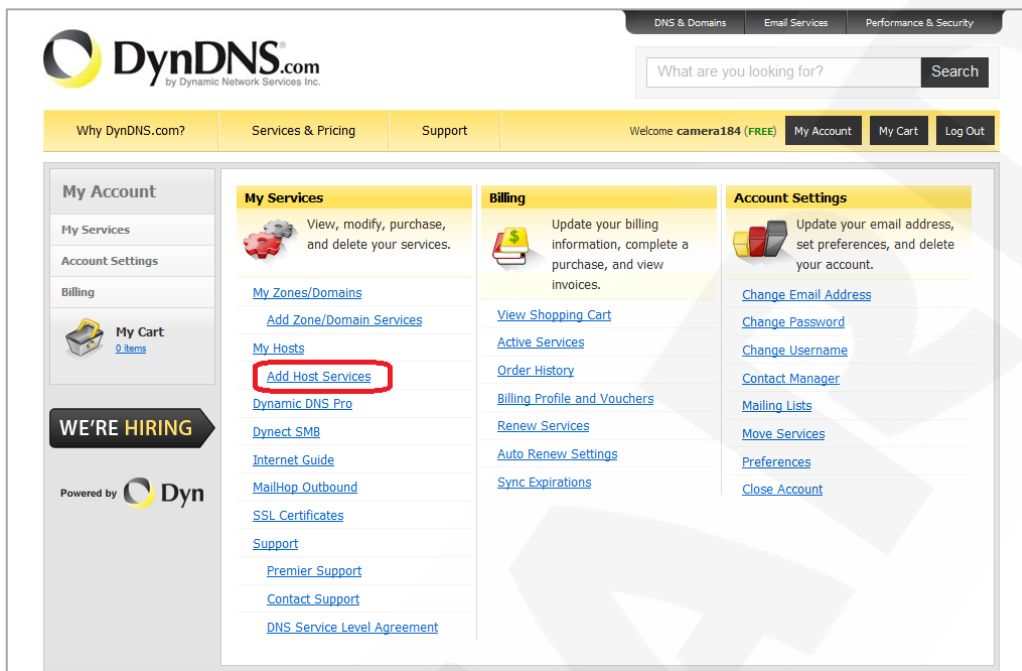 DNS & Domains
Email Services
Performance & Security
DynDNS.com
by Dynamic Network Services Inc.
What are you looking for?
Search
Why DynDNS.com?
Services & Pricing
Support
Welcome camera184 (FREE)
My Account
My Cart
Log Out
My Account
My Services
Account Settings
Billing
My Cart
0 items
WE'RE HIRING
Powered by Dyn
My Services
View, modify, purchase,
and delete your services.
My Zones/Domains
Add Zone/Domain Services
My Hosts
Add Host Services
Dynamic DNS Pro
Dynect SMB
Internet Guide
MailHop Outbound
SSL Certificates
Support
Premier Support
Contact Support
DNS Service Level Agreement
Billing
Update your billing
information, complete a
purchase, and view
invoices.
View Shopping Cart
Active Services
Order History
Billing Profile and Vouchers
Renew Services
Auto Renew Settings
Sync Expirations
Account Settings
Update your email address,
set preferences, and delete
your account.
Change Email Address
Change Password
Change Username
Contact Manager
Mailing Lists
Move Services
Preferences
Close Account